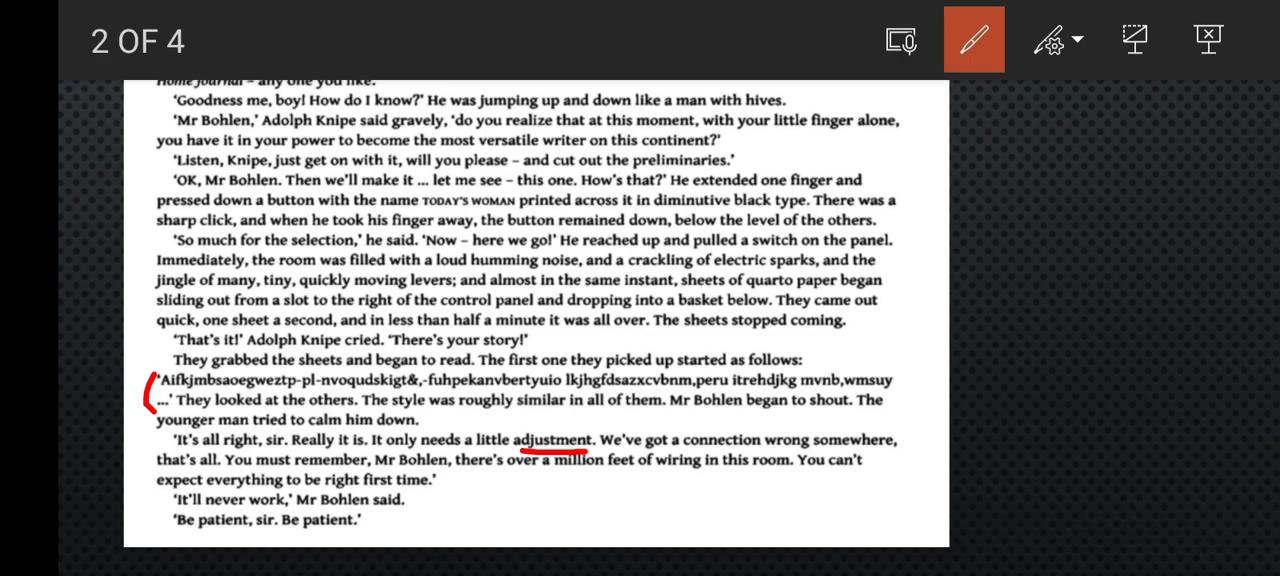 2 OF 4
Home Journal – any one you like.
‘Goodness me, boy! How do I know?’ He was jumping up and down like a man with hives.
‘Mr Bohlen,’ Adolph Knipe said gravely, ‘do you realize that at this moment, with your little finger alone,
you have it in your power to become the most versatile writer on this continent?’
‘Listen, Knipe, just get on with it, will you please – and cut out the preliminaries.’
‘OK, Mr Bohlen. Then we’ll make it ... let me see – this one. How’s that?’ He extended one finger and
pressed down a button with the name TODAY’S WOMAN printed across it in diminutive black type. There was a
sharp click, and when he took his finger away, the button remained down, below the level of the others.
‘So much for the selection,’ he said. ‘Now – here we go!’ He reached up and pulled a switch on the panel.
Immediately, the room was filled with a loud humming noise, and a crackling of electric sparks, and the
jingle of many, tiny, quickly moving levers; and almost in the same instant, sheets of quarto paper began
sliding out from a slot to the right of the control panel and dropping into a basket below. They came out
quick, one sheet a second, and in less than half a minute it was all over. The sheets stopped coming.
‘That’s it!’ Adolph Knipe cried. ‘There’s your story!’
They grabbed the sheets and began to read. The first one they picked up started as follows:
‘Aifkjmbsaoegweztp-pl-nvoqudskigt&,-fuhpekanvbertyuio lkjhgfdsazxcvbnm,peru itrehdjkg mvnb,wmsuy
...’ They looked at the others. The style was roughly similar in all of them. Mr Bohlen began to shout. The
younger man tried to calm him down.
‘It’s all right, sir. Really it is. It only needs a little adjustment. We’ve got a connection wrong somewhere,
that’s all. You must remember, Mr Bohlen, there’s over a million feet of wiring in this room. You can’t
expect everything to be right first time.’
‘It’ll never work,’ Mr Bohlen said.
‘Be patient, sir. Be patient.’